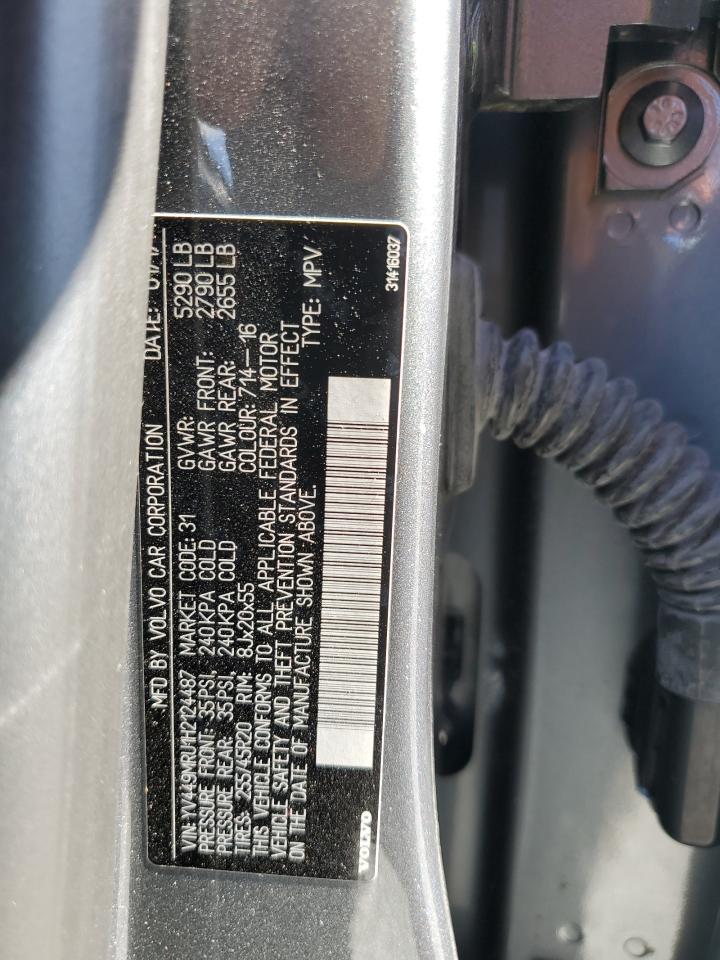 MFD BY VOLVO CAR CORPORATION DATE:
VIN: MARKET CODE: 31 GVWR: 5290 LB
PRESSURE FRONT: 35PSI 240KPA COLD GAWR FRONT: 2790 LB
PRESSURE REAR: 35PSI 240KPA COLD GAWR REAR: 2655 LB
TIRES: 255/45R20 RIM: 8Jx20x55 COLOUR: 714-16
THIS VEHICLE CONFORMS TO ALL APPLICABLE FEDERAL MOTOR
VEHICLE SAFETY AND THEFT PREVENTION STANDARDS IN EFFECT
ON THE DATE OF MANUFACTURE SHOWN ABOVE. TYPE: MPV
VOLVO
31416037